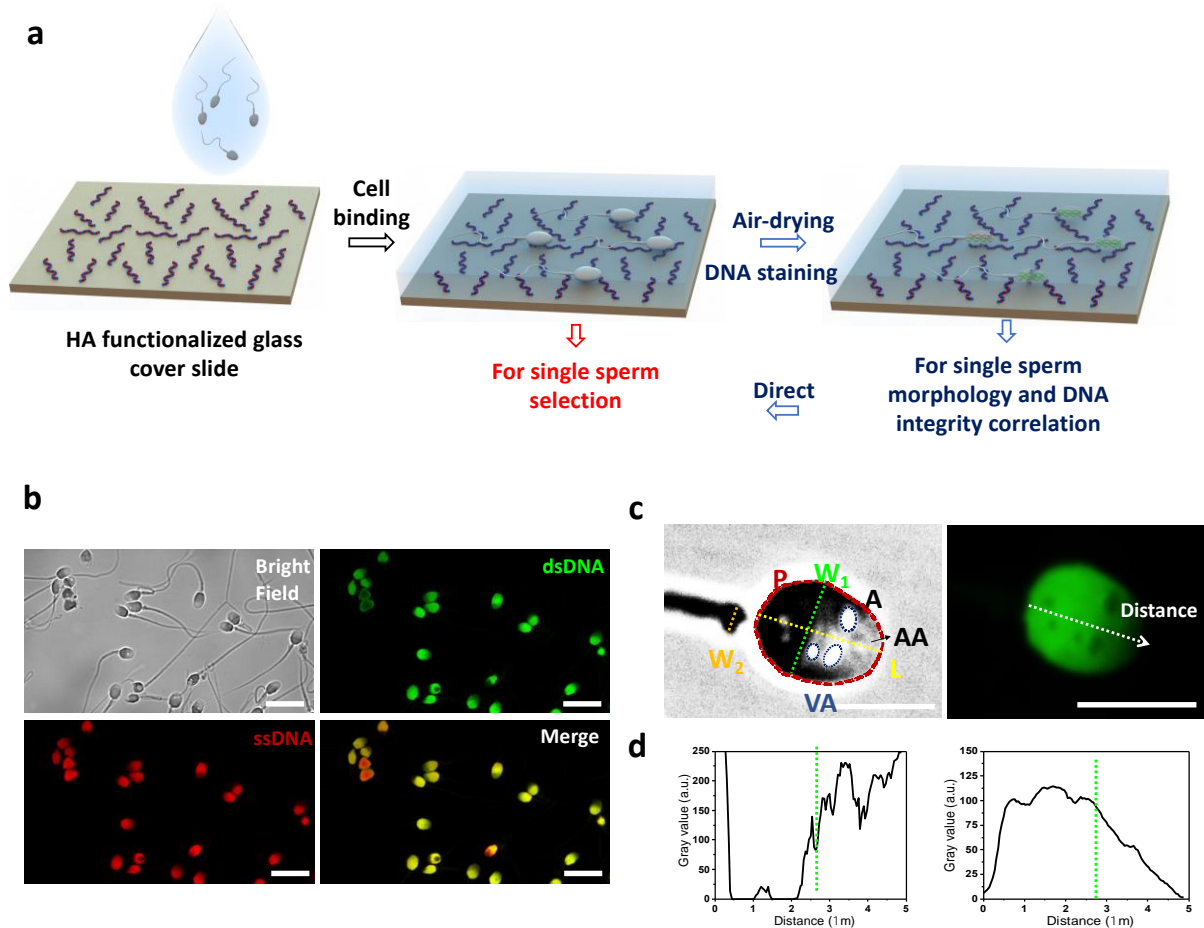 a
HA functionalized glass
cover slide
Cell
binding
For single sperm
selection
Air-drying
DNA staining
Direct
For single sperm
morphology and DNA
integrity correlation
b
Bright
Field
dsDNA
ssDNA
Merge
c
P
W1
A
AA
L
W2
VA
Distance
d
250
200
150
100
50
0
Gray value (a.u.)
0 1 2 3 4 5
Distance (1m)
150
125
100
75
50
25
0
Gray value (a.u.)
0 1 2 3 4 5
Distance (1m)